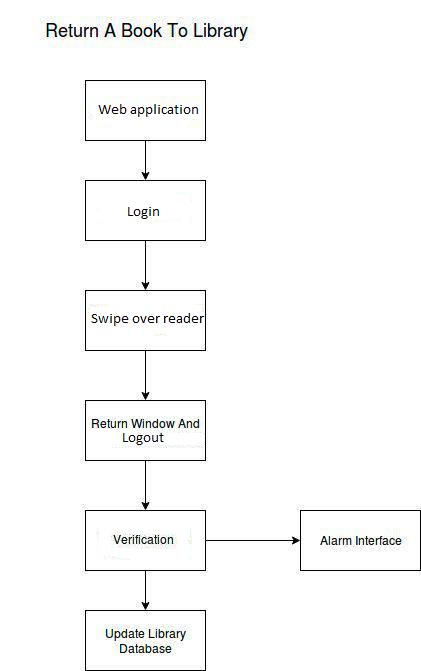 Return A Book To Library
Web application
Login
Swipe over reader
Return Window And
Logout
Verification
Alarm Interface
Update Library
Database